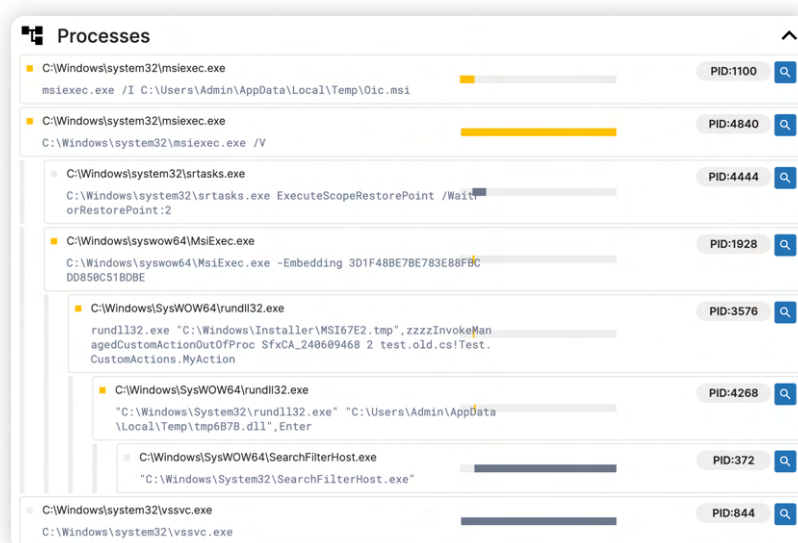 Processes
C:\Windows\system32\msiexec.exe
PID:1100
msiexec.exe /I C:\Users\Admin\AppData\Local\Temp\Oic.msi
C:\Windows\system32\msiexec.exe
PID:4840
C:\Windows\system32\msiexec.exe /V
C:\Windows\system32\srtasks.exe
PID:4444
C:\Windows\system32\srtasks.exe ExecuteScopeRestorePoint /WaitF
orRestorePoint:2
C:\Windows\syswow64\MsiExec.exe
PID:1928
C:\Windows\syswow64\MsiExec.exe -Embedding 3D1F48BE7BE783E88FBC
DD850C51BDBE
C:\Windows\SysWOW64\rundll32.exe
PID:3576
rundll32.exe "C:\Windows\Installer\MSI67E2.tmp",zzzzInvokeMan
agedCustomActionOutOfProc SfxCA_240609468 2 test.old.cs!Test.
CustomActions.MyAction
C:\Windows\SysWOW64\rundll32.exe
PID:4268
"C:\Windows\System32\rundll32.exe" "C:\Users\Admin\AppData
\Local\Temp\tmp6B7B.dll",Enter
C:\Windows\SysWOW64\SearchFilterHost.exe
PID:372
"C:\Windows\System32\SearchFilterHost.exe"
C:\Windows\system32\vssvc.exe
PID:844
C:\Windows\system32\vssvc.exe